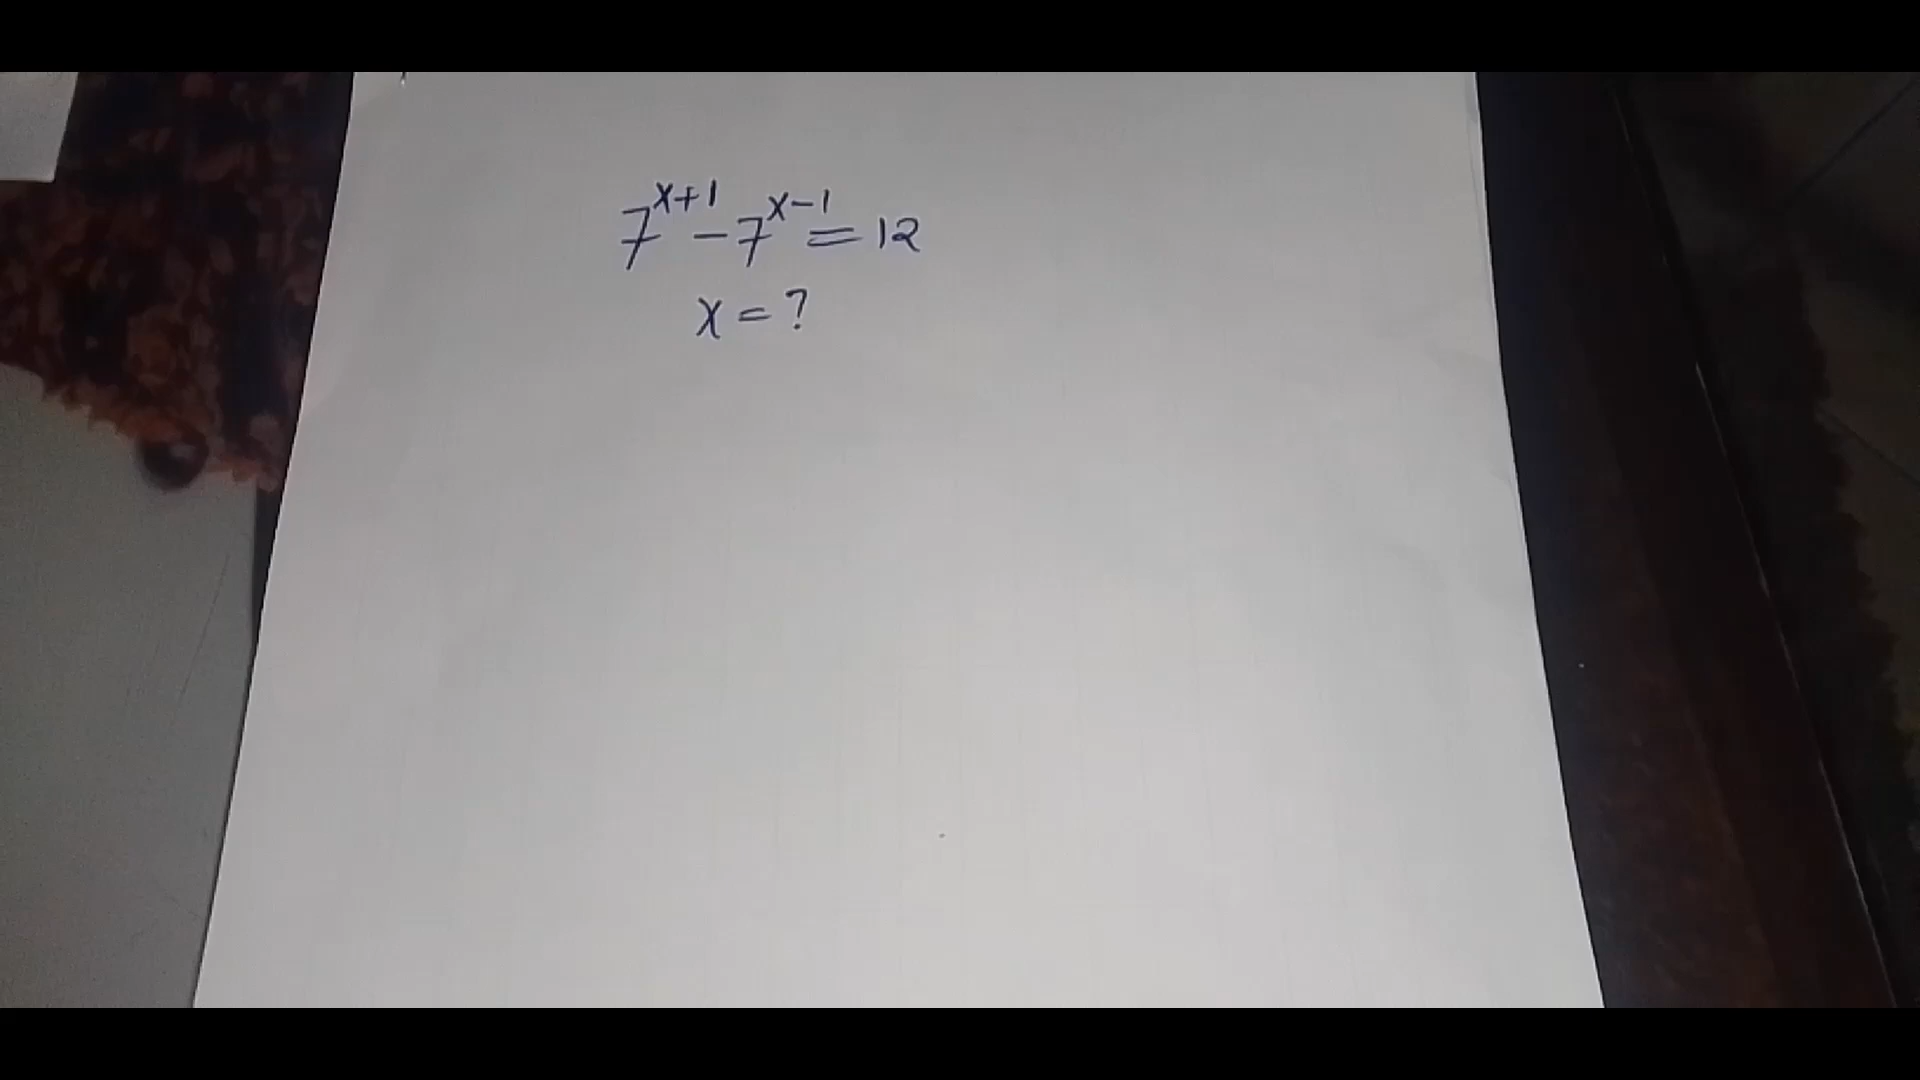 7^{x+1} - 7^{x-1} = 12
x = ?